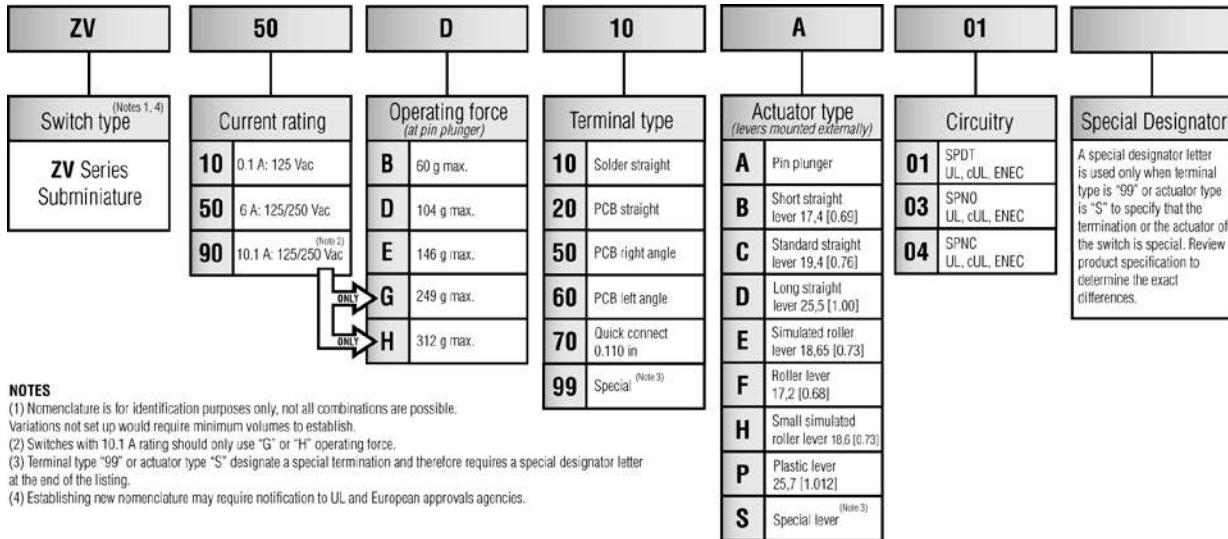 ZV
50
D
10
A
01
Switch type (Notes 1, 4)
ZV Series
Subminiature
Current rating
10 0.1 A: 125 Vac
50 6 A: 125/250 Vac
90 10.1 A: 125/250 Vac (Note 2)
ONLY
ONLY
Operating force
(at pin plunger)
B 60 g max.
D 104 g max.
E 146 g max.
G 249 g max.
H 312 g max.
Terminal type
10 Solder straight
20 PCB straight
50 PCB right angle
60 PCB left angle
70 Quick connect
0.110 in
99 Special (Note 3)
Actuator type
(levers mounted externally)
A Pin plunger
B Short straight
lever 17,4 [0.69]
C Standard straight
lever 19,4 [0.76]
D Long straight
lever 25,5 [1.00]
E Simulated roller
lever 18,65 [0.73]
F Roller lever
17,2 [0.68]
H Small simulated
roller lever 18,6 [0.73]
P Plastic lever
25,7 [1.012]
S Special lever (Note 3)
Circuitry
01 SPDT
UL, cUL, ENEC
03 SPNO
UL, cUL, ENEC
04 SPNC
UL, cUL, ENEC
Special Designator
A special designator letter
is used only when terminal
type is "99" or actuator type
is "S" to specify that the
termination or the actuator of
the switch is special. Review
product specification to
determine the exact
differences.
NOTES
(1) Nomenclature is for identification purposes only, not all combinations are possible.
Variations not set up would require minimum volumes to establish.
(2) Switches with 10.1 A rating should only use "G" or "H" operating force.
(3) Terminal type "99" or actuator type "S" designate a special termination and therefore requires a special designator letter
at the end of the listing.
(4) Establishing new nomenclature may require notification to UL and European approvals agencies.